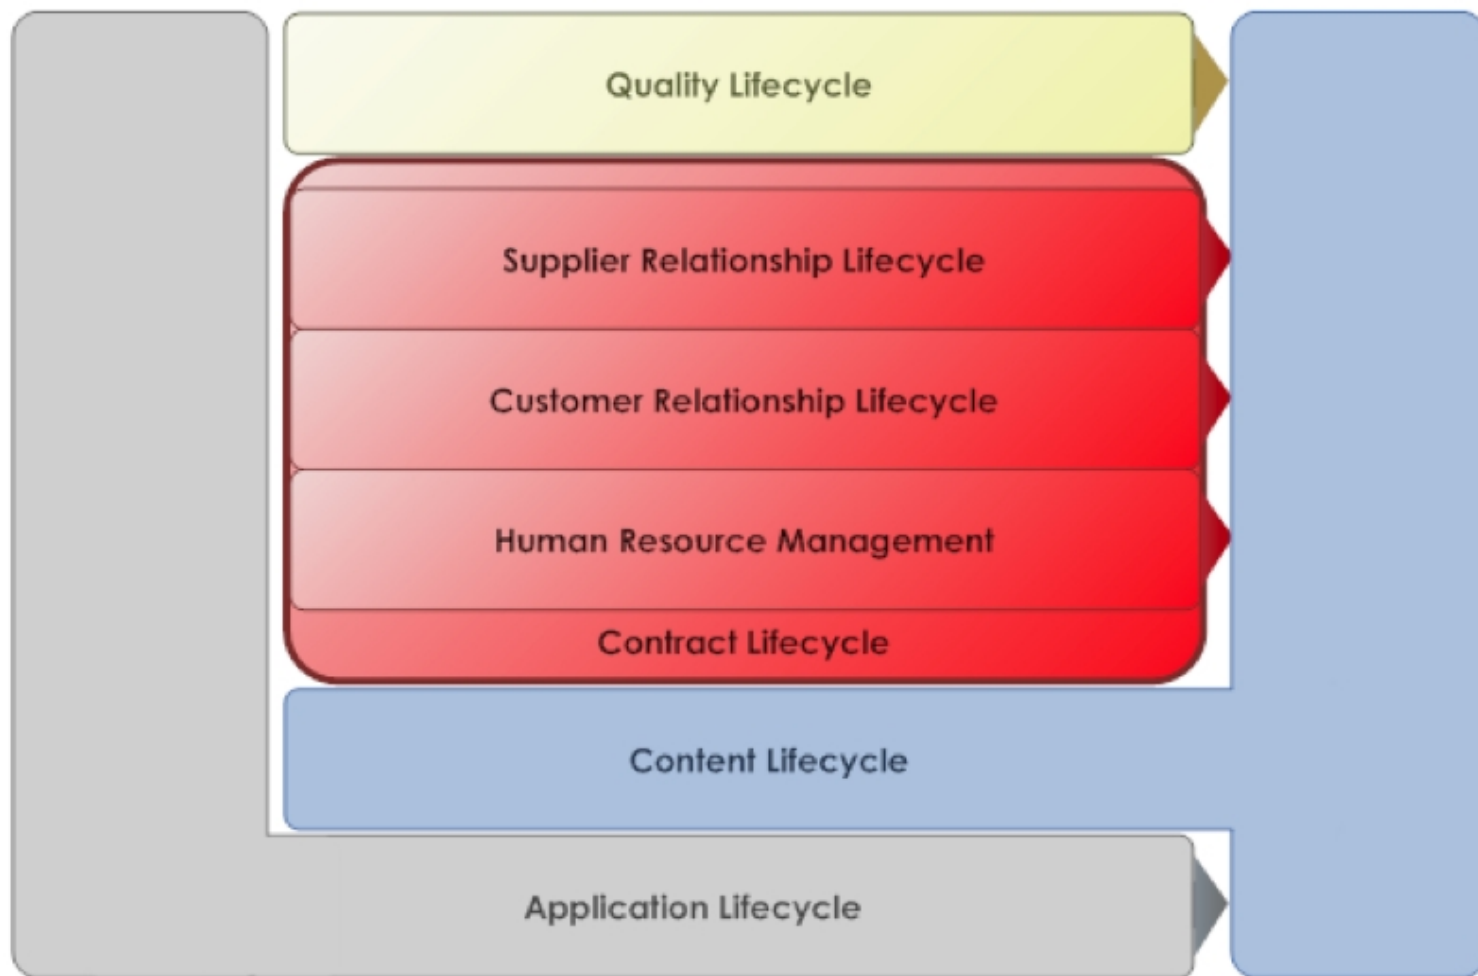 Quality Lifecycle
Supplier Relationship Lifecycle
Customer Relationship Lifecycle
Human Resource Management
Contract Lifecycle
Content Lifecycle
Application Lifecycle